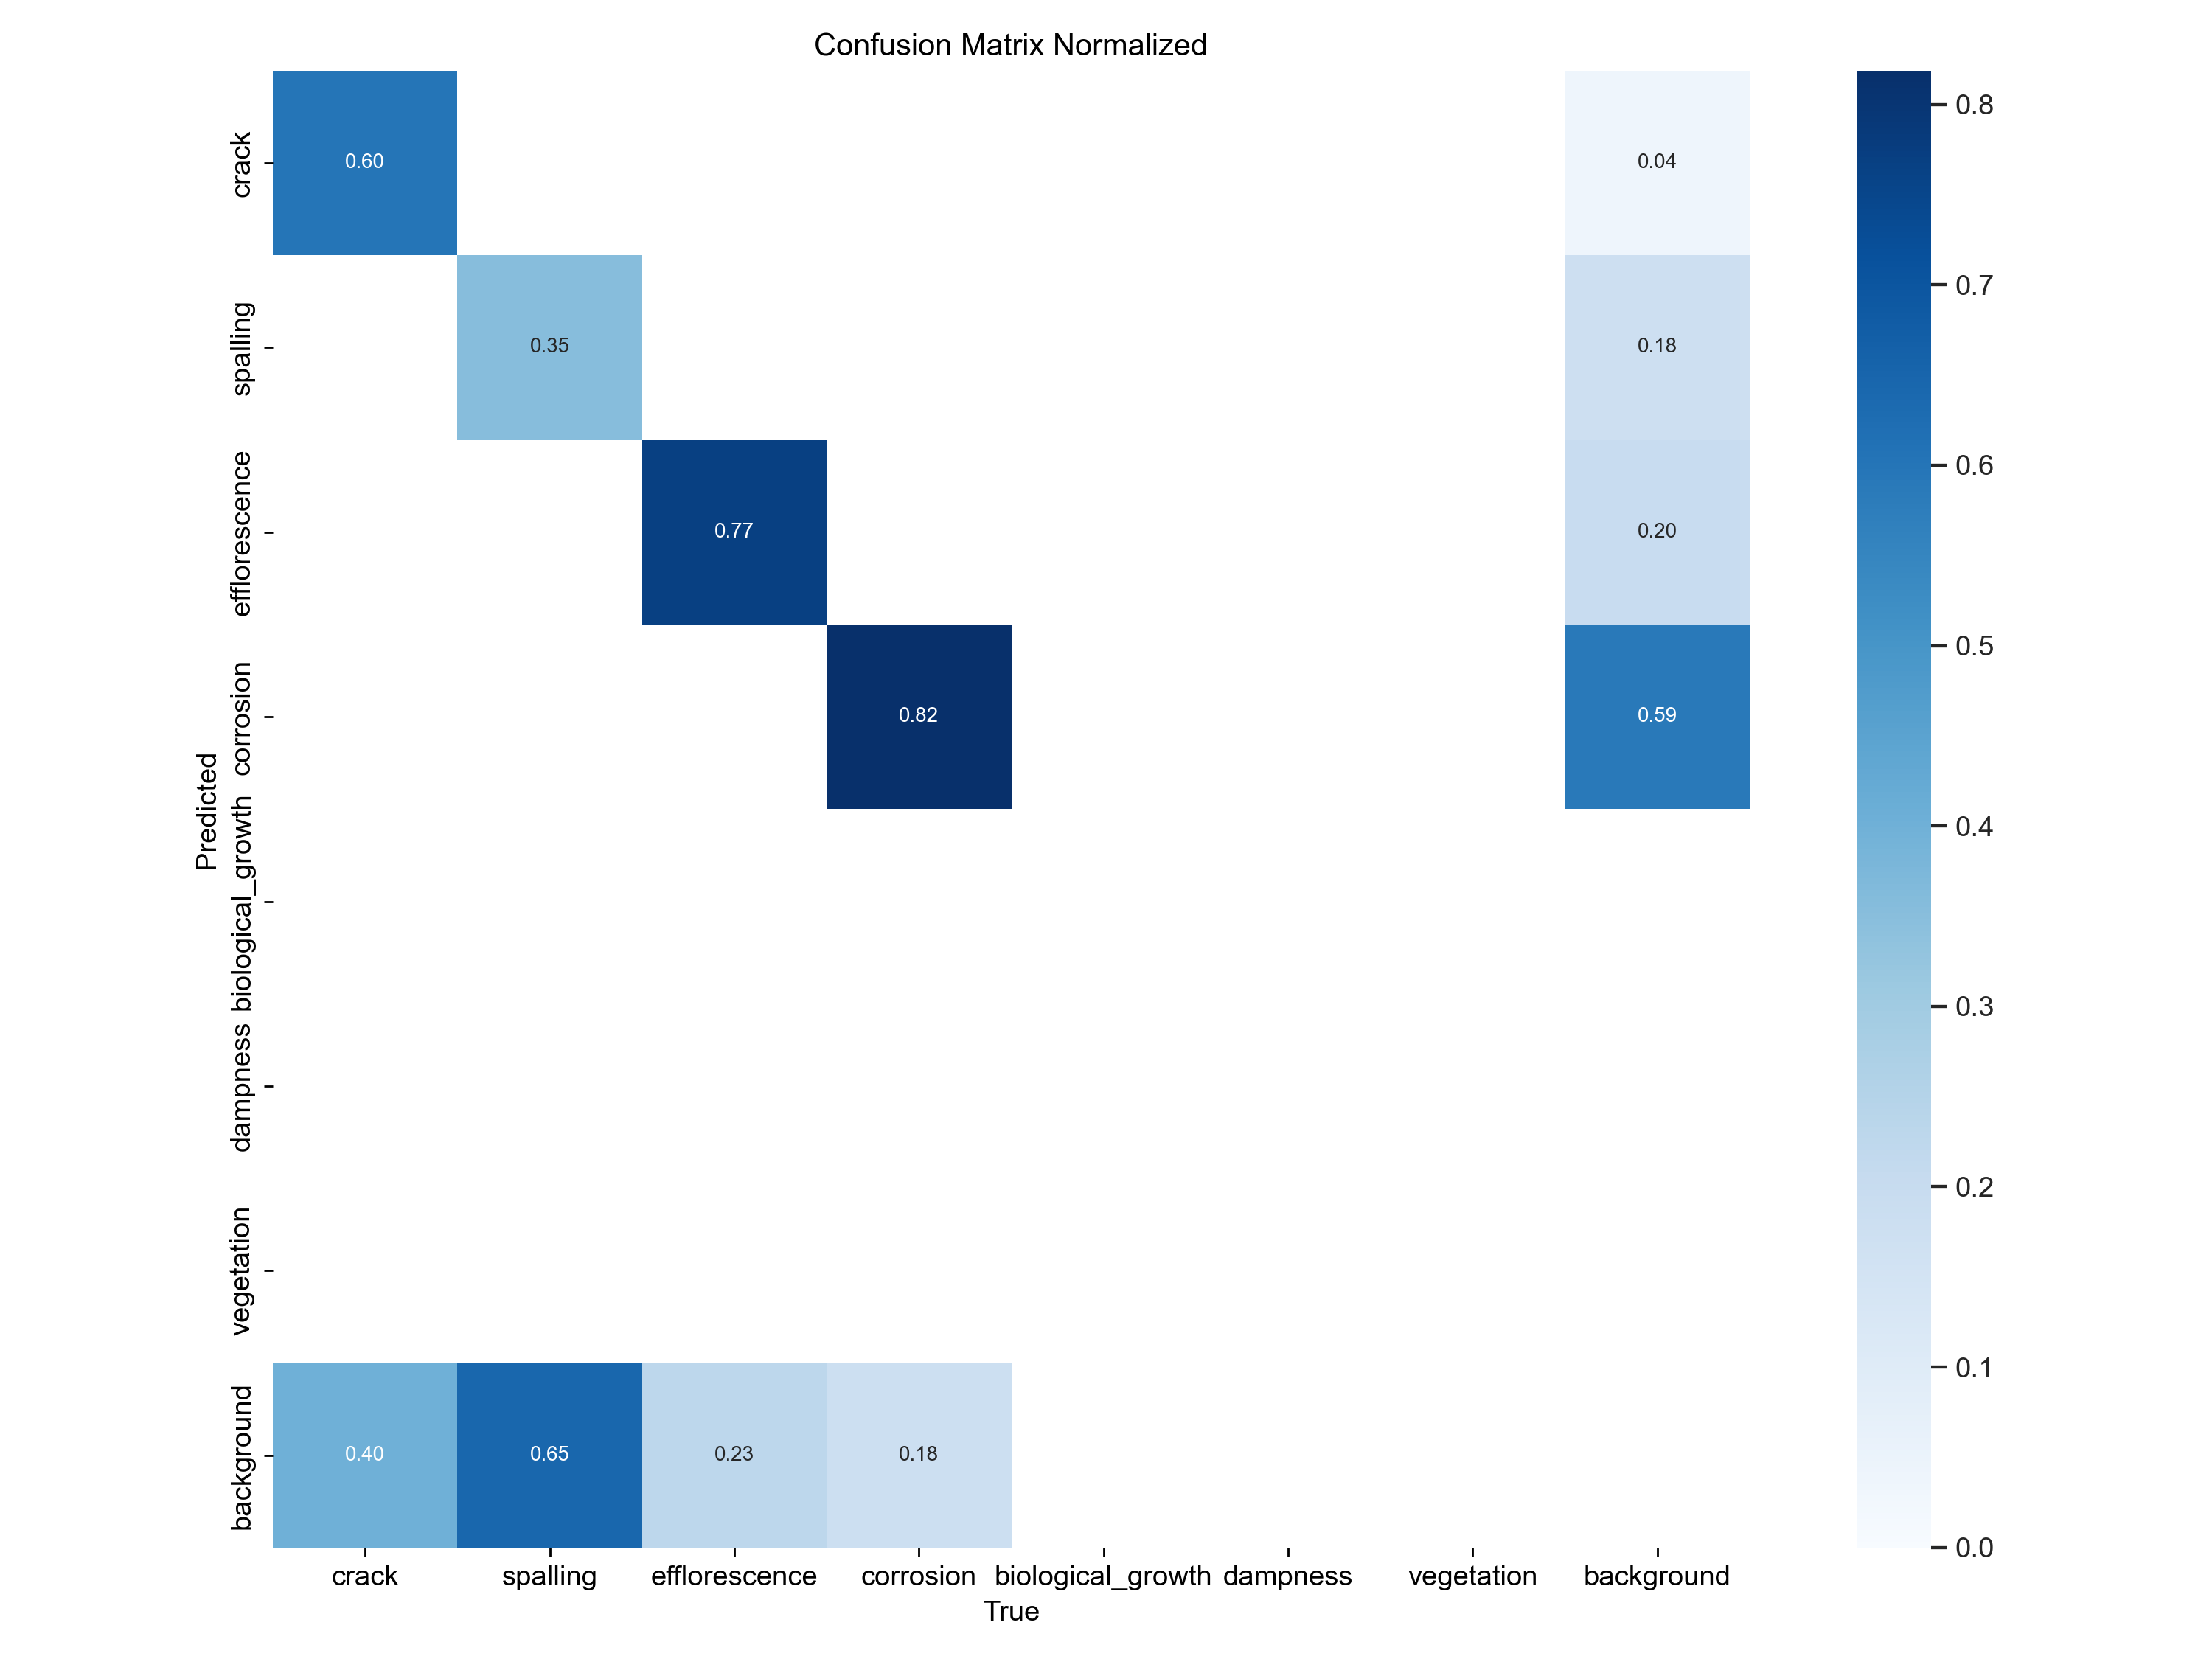 Confusion Matrix Normalized
crack
spalling
efflorescence
corrosion
biological_growth
dampness
vegetation
background
Predicted
0.60
0.04
0.35
0.18
0.77
0.20
0.82
0.59
0.40
0.65
0.23
0.18
crack
spalling
efflorescence
corrosion
biological_growth
dampness
vegetation
background
True
0.8
0.7
0.6
0.5
0.4
0.3
0.2
0.1
0.0